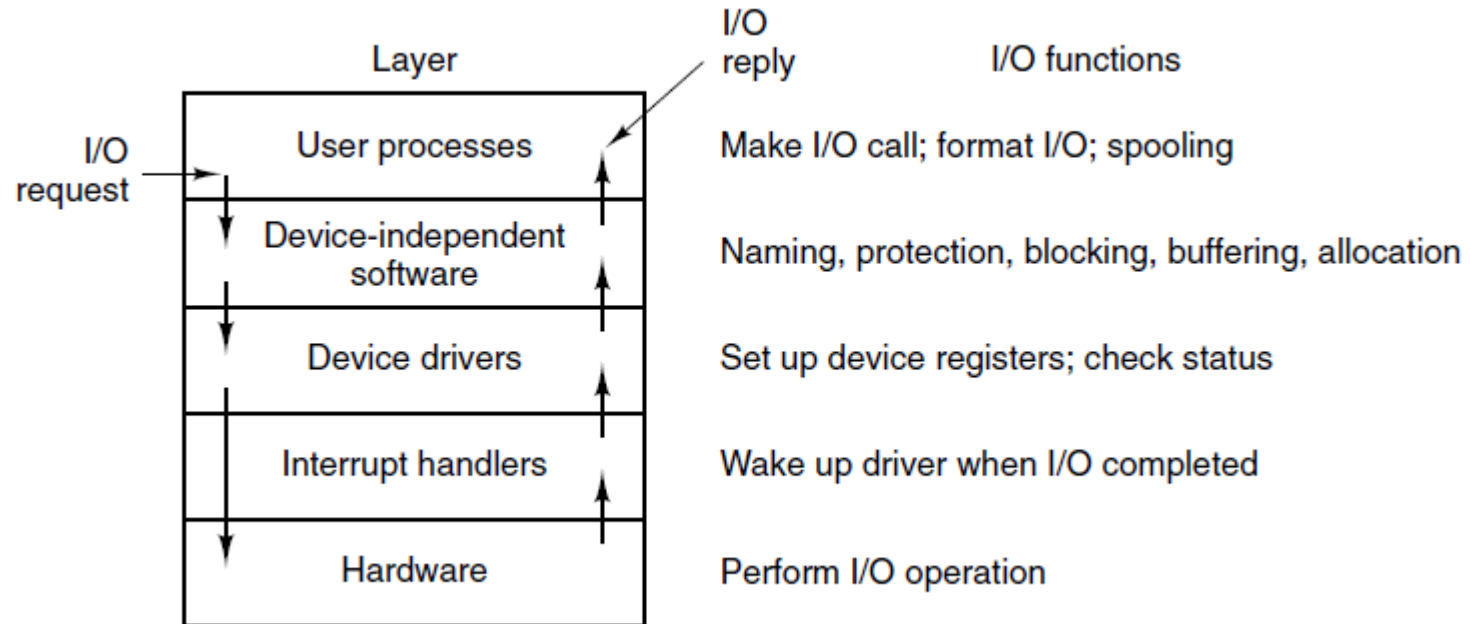 Layer
I/O
reply
I/O functions
I/O
request
User processes
Make I/O call; format I/O; spooling
Device-independent
software
Naming, protection, blocking, buffering, allocation
Device drivers
Set up device registers; check status
Interrupt handlers
Wake up driver when I/O completed
Hardware
Perform I/O operation